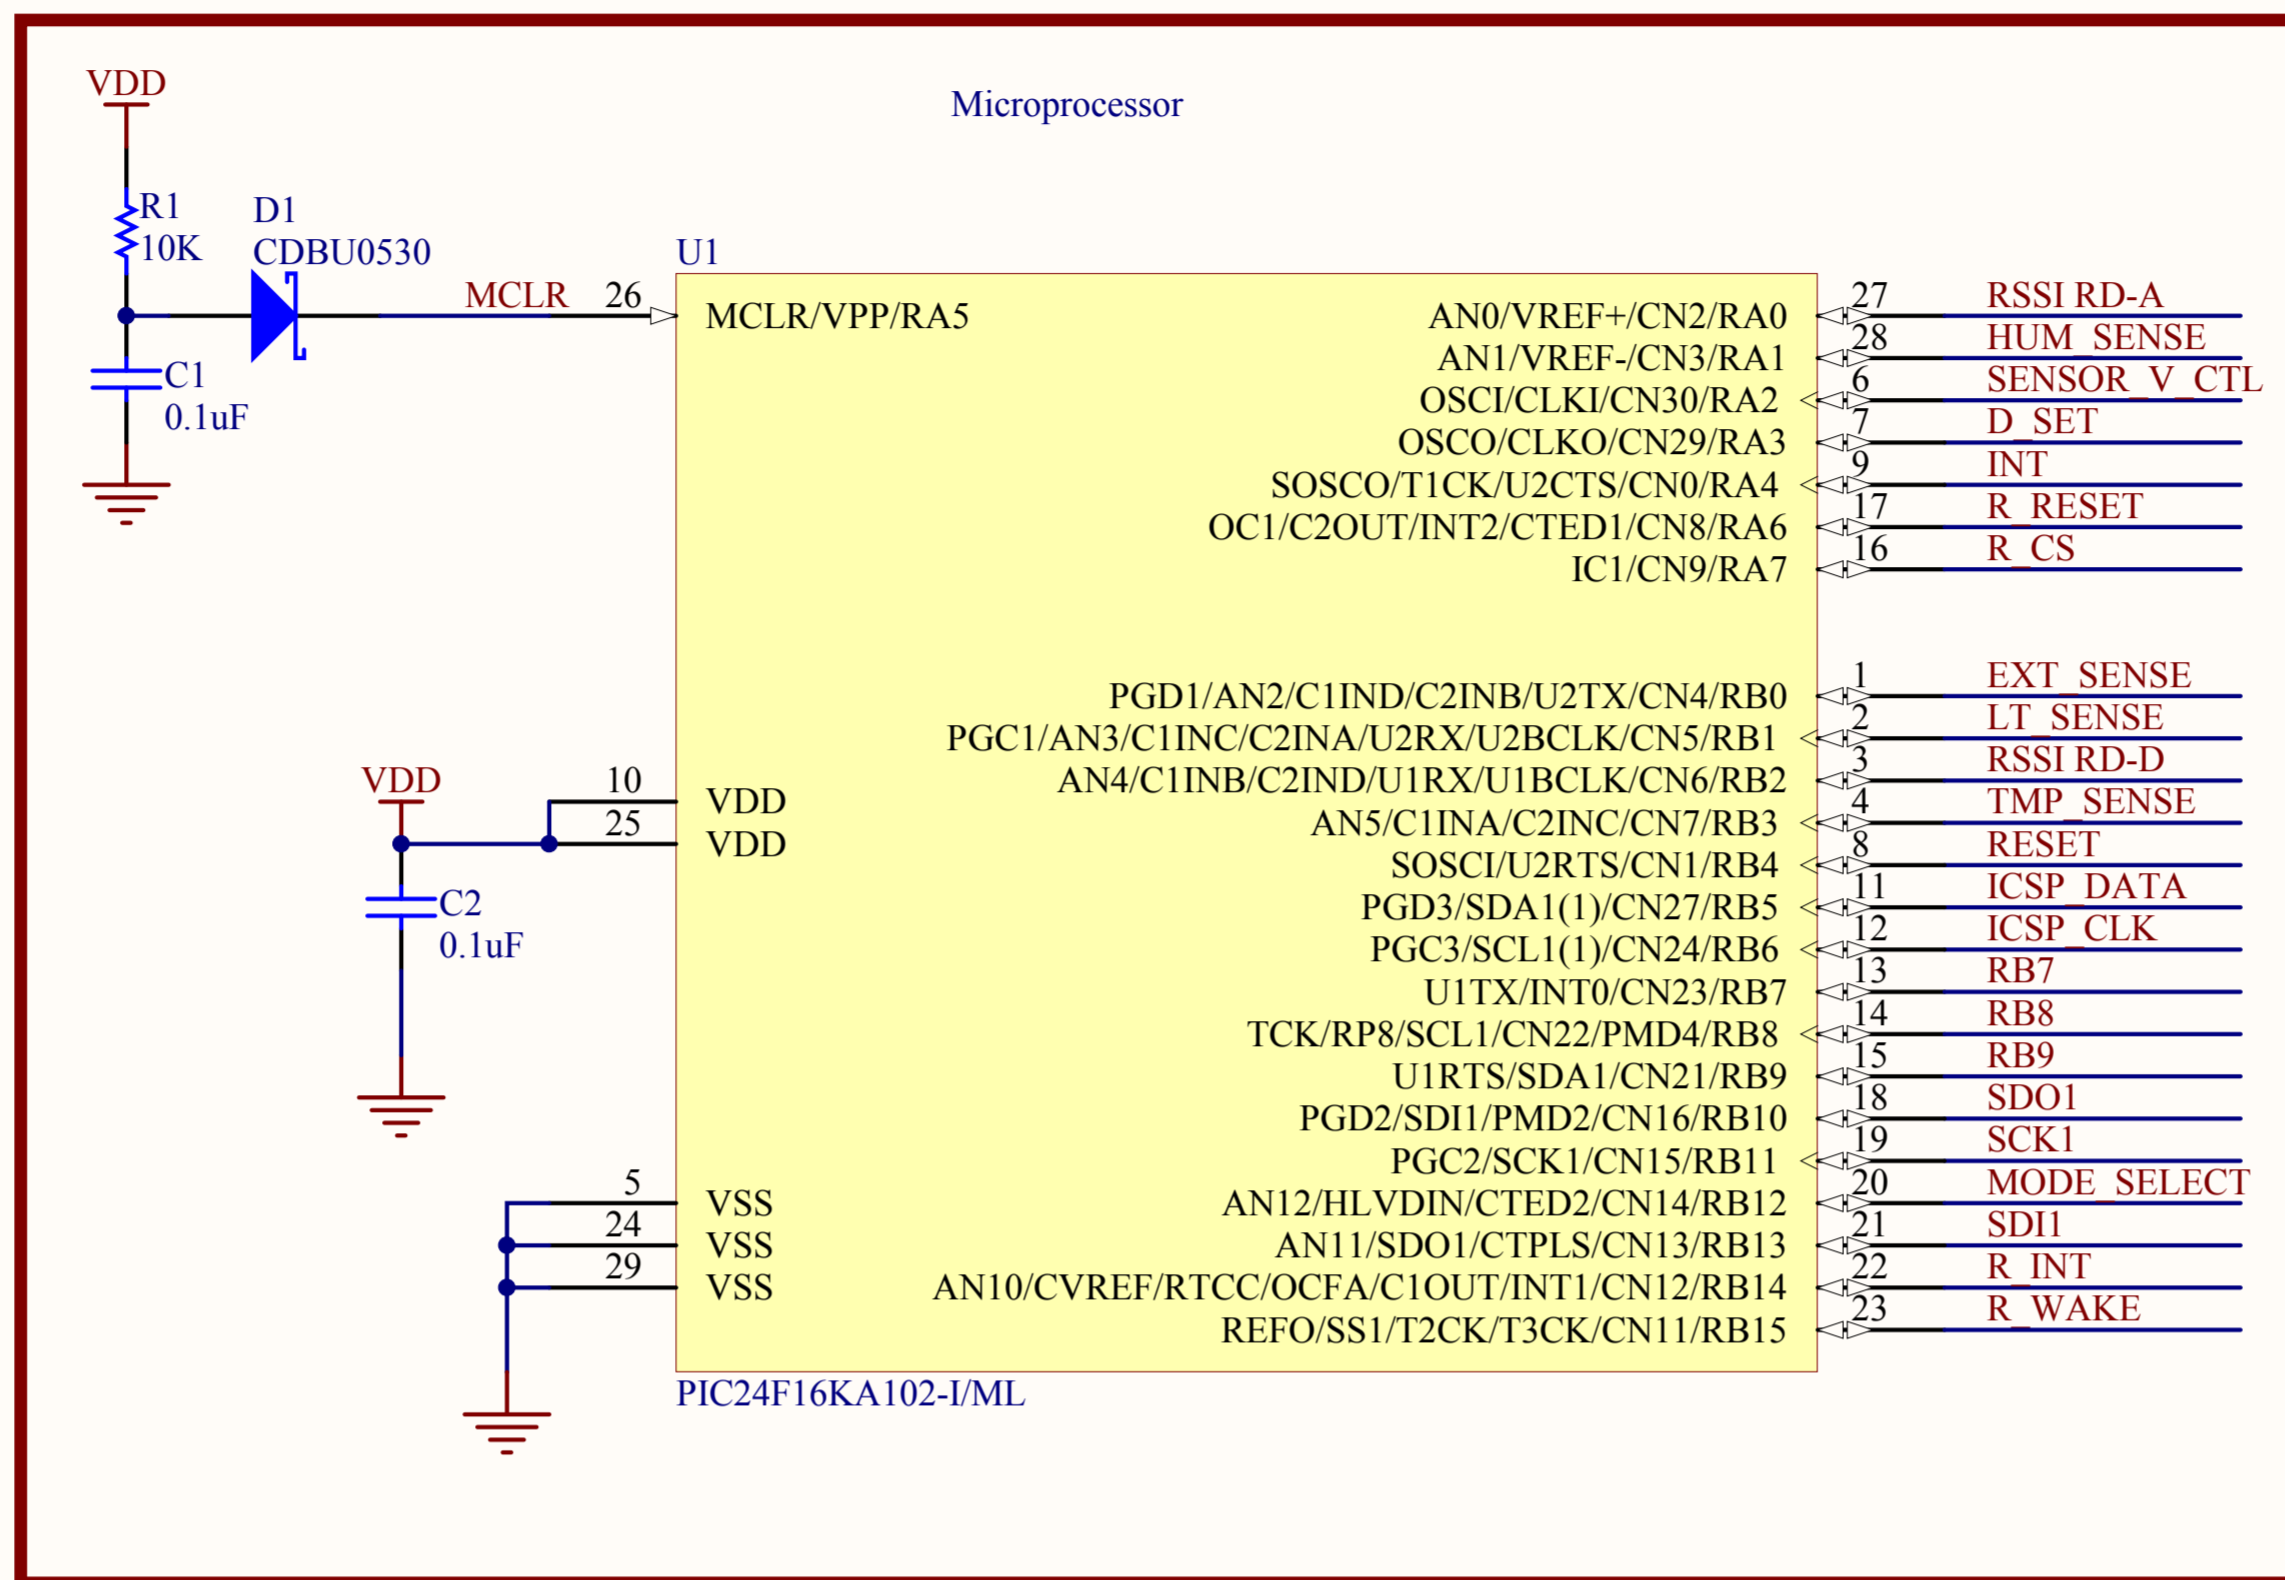 Microprocessor
VDD
R1
10K
D1
CDBU0530
C1
0.1uF
MCLR
26
U1
MCLR/VPP/RA5
AN0/VREF+/CN2/RA0 27 RSSI RD-A
AN1/VREF-/CN3/RA1 28 HUM_SENSE
OSCI/CLKI/CN30/RA2 6 SENSOR_V_CTL
OSCO/CLKO/CN29/RA3 7 D_SET
SOSCO/T1CK/U2CTS/CN0/RA4 9 INT
OC1/C2OUT/INT2/CTED1/CN8/RA6 17 R_RESET
IC1/CN9/RA7 16 R_CS
PGD1/AN2/C1IND/C2INB/U2TX/CN4/RB0 1 EXT_SENSE
PGC1/AN3/C1INC/C2INA/U2RX/U2BCLK/CN5/RB1 2 LT_SENSE
AN4/C1INB/C2IND/U1RX/U1BCLK/CN6/RB2 3 RSSI RD-D
AN5/C1INA/C2INC/CN7/RB3 4 TMP_SENSE
SOSCI/U2RTS/CN1/RB4 8 RESET
PGD3/SDA1(1)/CN27/RB5 11 ICSP_DATA
PGC3/SCL1(1)/CN24/RB6 12 ICSP_CLK
U1TX/INT0/CN23/RB7 13 RB7
TCK/RP8/SCL1/CN22/PMD4/RB8 14 RB8
U1RTS/SDA1/CN21/RB9 15 RB9
PGD2/SDI1/PMD2/CN16/RB10 18 SDO1
PGC2/SCK1/CN15/RB11 19 SCK1
AN12/HLVDIN/CTED2/CN14/RB12 20 MODE_SELECT
AN11/SDO1/CTPLS/CN13/RB13 21 SDI1
AN10/CVREF/RTCC/OCFA/C1OUT/INT1/CN12/RB14 22 R_INT
REFO/SS1/T2CK/T3CK/CN11/RB15 23 R_WAKE
VDD
10 VDD
25 VDD
C2
0.1uF
5 VSS
24 VSS
29 VSS
PIC24F16KA102-I/ML